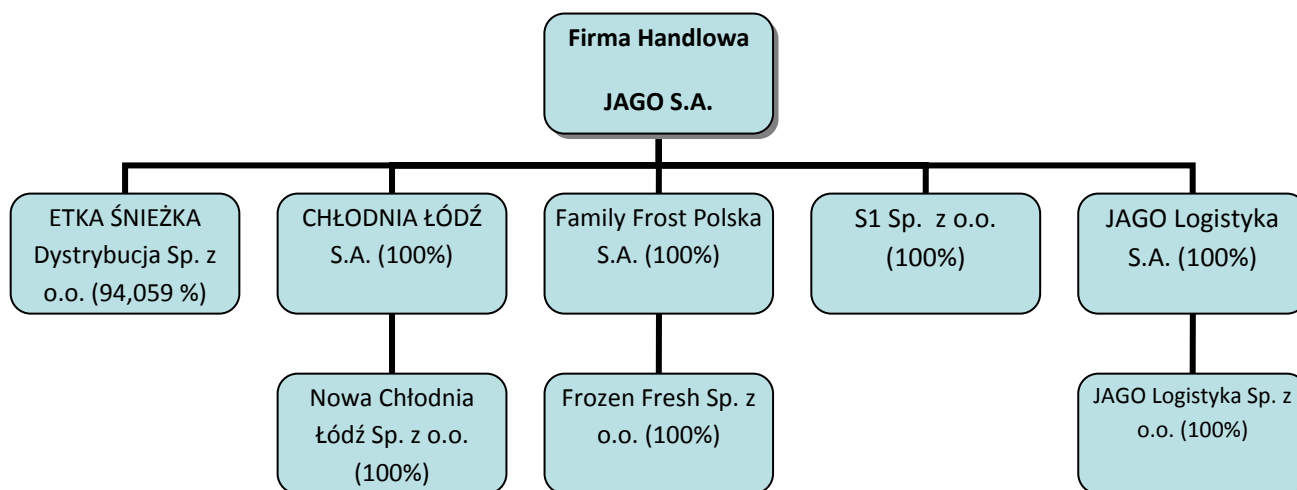 Firma Handlowa
JAGO S.A.
ETKA ŚNIEŻKA
Dystrybucja Sp. z
o.o. (94,059 %)
CHŁODNIA ŁÓDŹ
S.A. (100%)
Family Frost Polska
S.A. (100%)
S1 Sp. z o.o.
(100%)
JAGO Logistyka
S.A. (100%)
Nowa Chłodnia
Łódź Sp. z o.o.
(100%)
Frozen Fresh Sp. z
o.o. (100%)
JAGO Logistyka Sp. z
o.o. (100%)